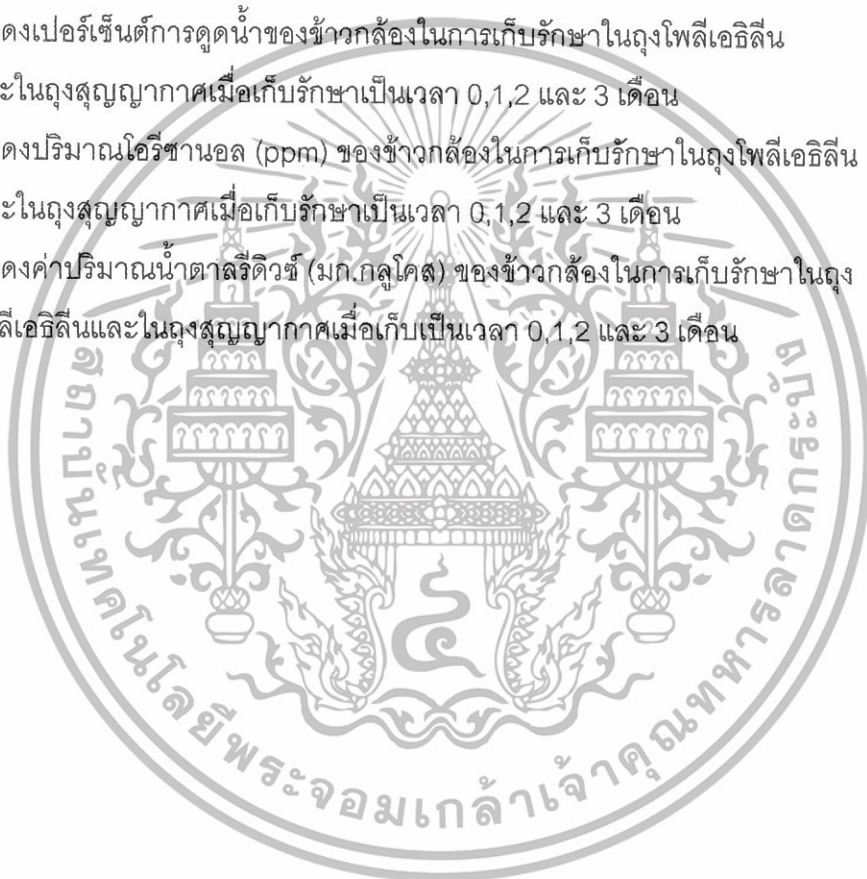 ดงเปอร์เซ็นต์การดูดน้ำของข้าวกล้องในการเก็บรักษาในถุงโพลีเอธิลีน
ะในถุงสุญญากาศเมื่อเก็บรักษาเป็นเวลา 0,1,2 และ 3 เดือน
ดงปริมาณโอรีซานอล (ppm) ของข้าวกล้องในการเก็บรักษาในถุงโพลีเอธิลีน
ะในถุงสุญญากาศเมื่อเก็บรักษาเป็นเวลา 0,1,2 และ 3 เดือน
ดงค่าปริมาณน้ำตาลรีดิวซ์ (มก.กลูโคส) ของข้าวกล้องในการเก็บรักษาในถุง
ลีเอธิลีนและในถุงสุญญากาศเมื่อเก็บเป็นเวลา 0,1,2 และ 3 เดือน
สถาบันเทคโนโลยีพระจอมเกล้าเจ้าคุณทหารลาดกระบัง
๔